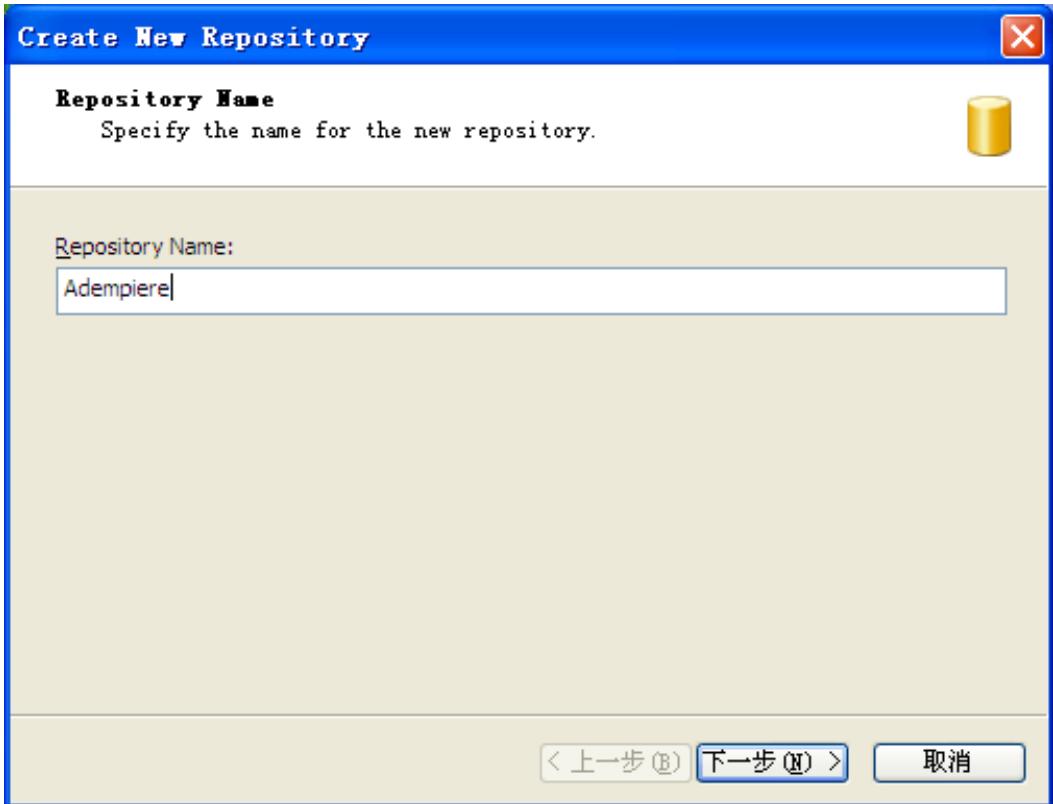 Create New Repository
Repository Name
Specify the name for the new repository.
Repository Name:
Adempiere
< 上一步(B) 下一步(N) > 取消